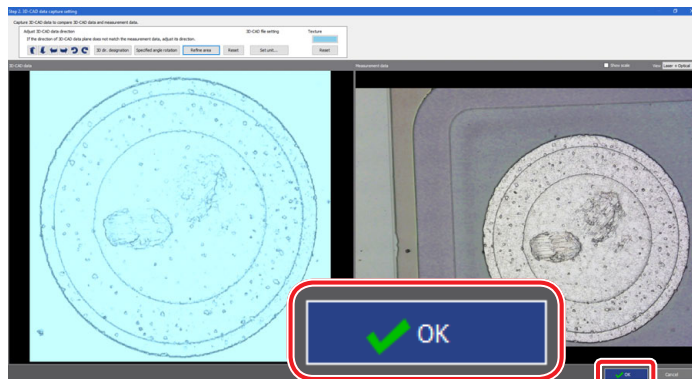 Step 2. 3D-CAD data capture setting
Capture 3D-CAD data to compare 3D-CAD data and measurement data.
Adjust 3D-CAD data direction
3D-CAD file setting
Texture
If the direction of 3D-CAD data plane does not match the measurement data, adjust its direction.
3D dir. designation
Specified angle rotation
Refine area
Reset
Set unit...
Reset
3D-CAD data
Measurement data
Show scale
View
Laser + Optical
OK
OK
Cancel